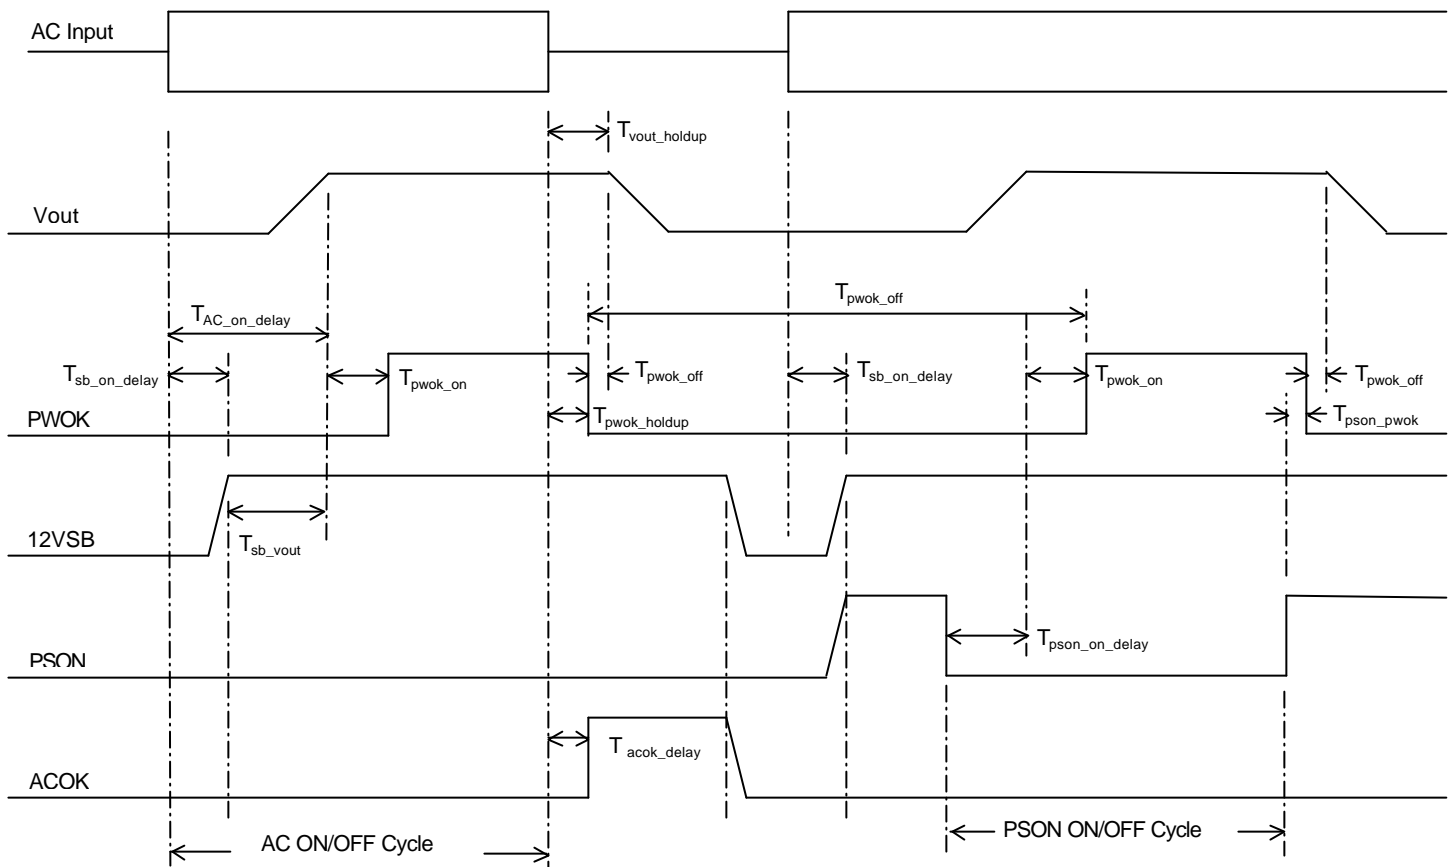 AC Input
Tvout_holdup
Vout
Tpwok_off
TAC_on_delay
Tsb_on_delay
Tpwok_on
Tpwok_off
Tsb_on_delay
Tpwok_on
Tpwok_off
PWOK
Tpwok_holdup
Tpson_pwok
12VSB
Tsb_vout
PSON
Tpson_on_delay
T acok_delay
ACOK
AC ON/OFF Cycle
PSON ON/OFF Cycle